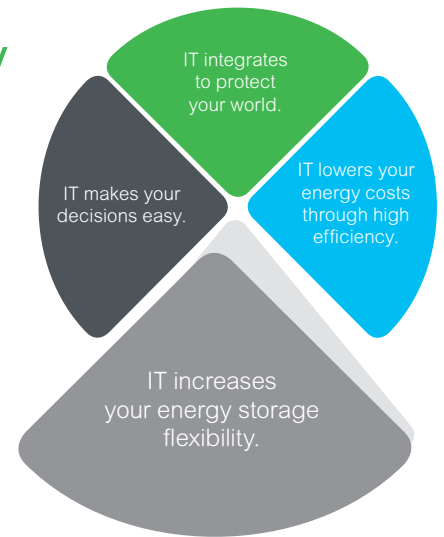 IT integrates
to protect
your world.
IT makes your
decisions easy.
IT lowers your
energy costs
through high
efficiency.
IT increases
your energy storage
flexibility.